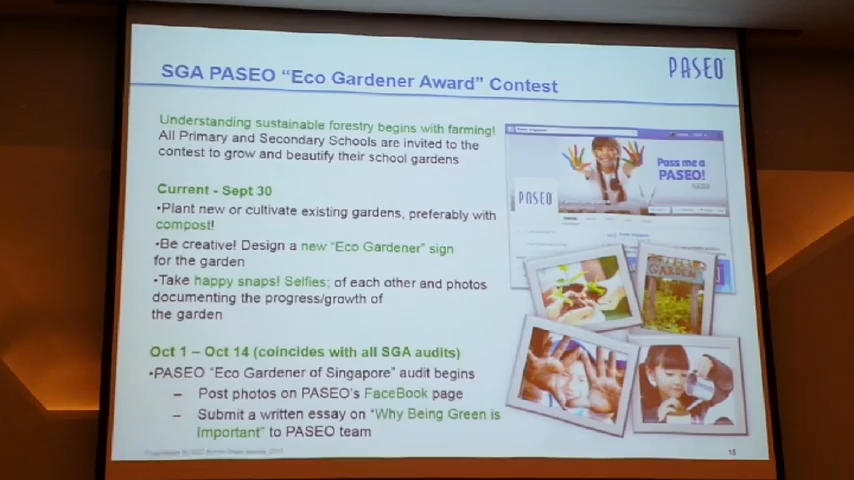 SGA PASEO "Eco Gardener Award" Contest
PASEO
Understanding sustainable forestry begins with farming!
All Primary and Secondary Schools are invited to the
contest to grow and beautify their school gardens
Current - Sept 30
•Plant new or cultivate existing gardens, preferably with
compost!
•Be creative! Design a new "Eco Gardener" sign
for the garden
•Take happy snaps! Selfies; of each other and photos
documenting the progress/growth of
the garden
Oct 1 – Oct 14 (coincides with all SGA audits)
•PASEO "Eco Gardener of Singapore" audit begins
– Post photos on PASEO's FaceBook page
– Submit a written essay on "Why Being Green is
Important" to PASEO team
Pass me a
PASEO!
PASEO
GARDEN
15